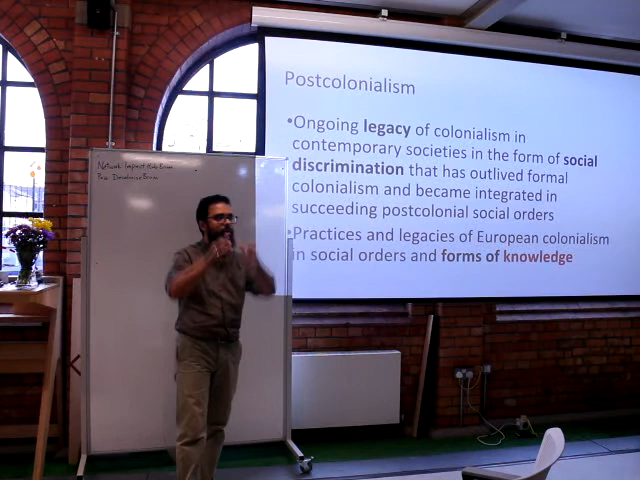 Postcolonialism
•Ongoing legacy of colonialism in
contemporary societies in the form of social
discrimination that has outlived formal
colonialism and became integrated in
succeeding postcolonial social orders
•Practices and legacies of European colonialism
in social orders and forms of knowledge
Network Imprint